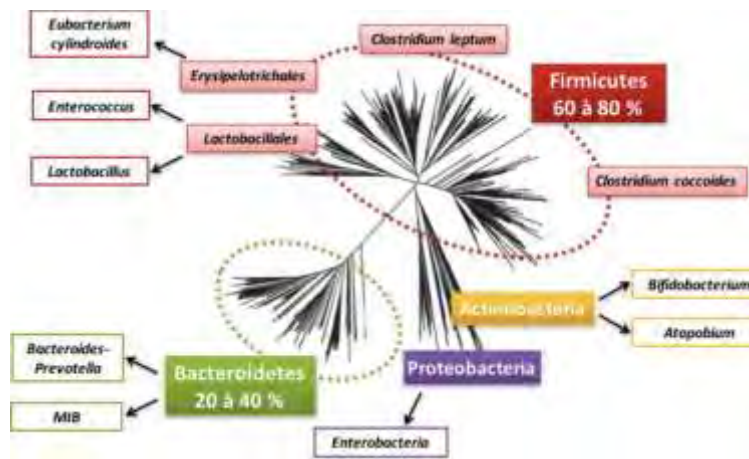 Eubacterium
cylindroides
Clostridium leptum
Erysipelotrichales
Firmicutes
60 à 80 %
Enterococcus
Lactobacillales
Lactobacillus
Clostridium coccoides
Bifidobacterium
Actinobacteria
Atopobium
Bacteroides-
Prevotella
Bacteroidetes
20 à 40 %
Proteobacteria
MIB
Enterobacteria